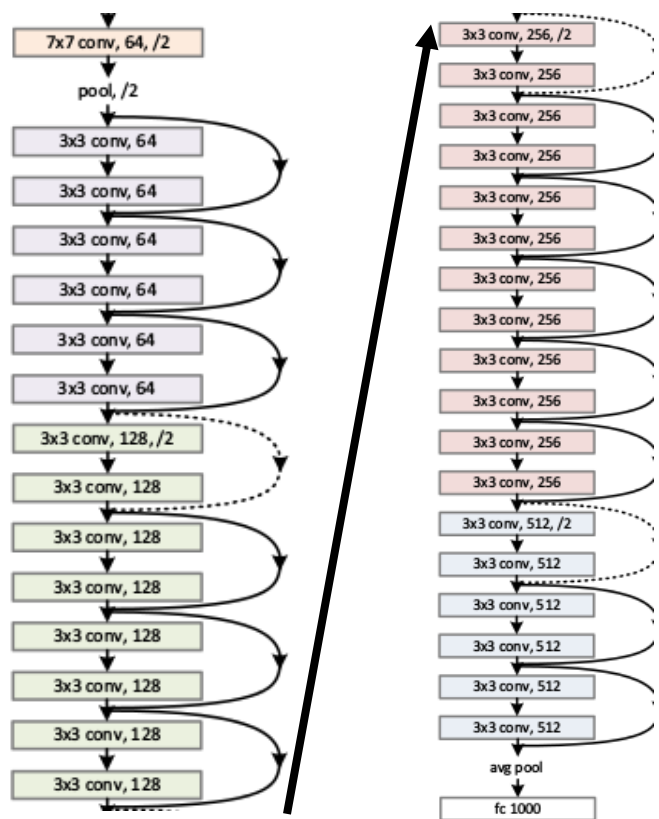 7x7 conv, 64, /2
pool, /2
3x3 conv, 64
3x3 conv, 64
3x3 conv, 64
3x3 conv, 64
3x3 conv, 64
3x3 conv, 64
3x3 conv, 128, /2
3x3 conv, 128
3x3 conv, 128
3x3 conv, 128
3x3 conv, 128
3x3 conv, 128
3x3 conv, 128
3x3 conv, 128
3x3 conv, 256, /2
3x3 conv, 256
3x3 conv, 256
3x3 conv, 256
3x3 conv, 256
3x3 conv, 256
3x3 conv, 256
3x3 conv, 256
3x3 conv, 256
3x3 conv, 256
3x3 conv, 256
3x3 conv, 256
3x3 conv, 512, /2
3x3 conv, 512
3x3 conv, 512
3x3 conv, 512
3x3 conv, 512
3x3 conv, 512
avg pool
fc 1000